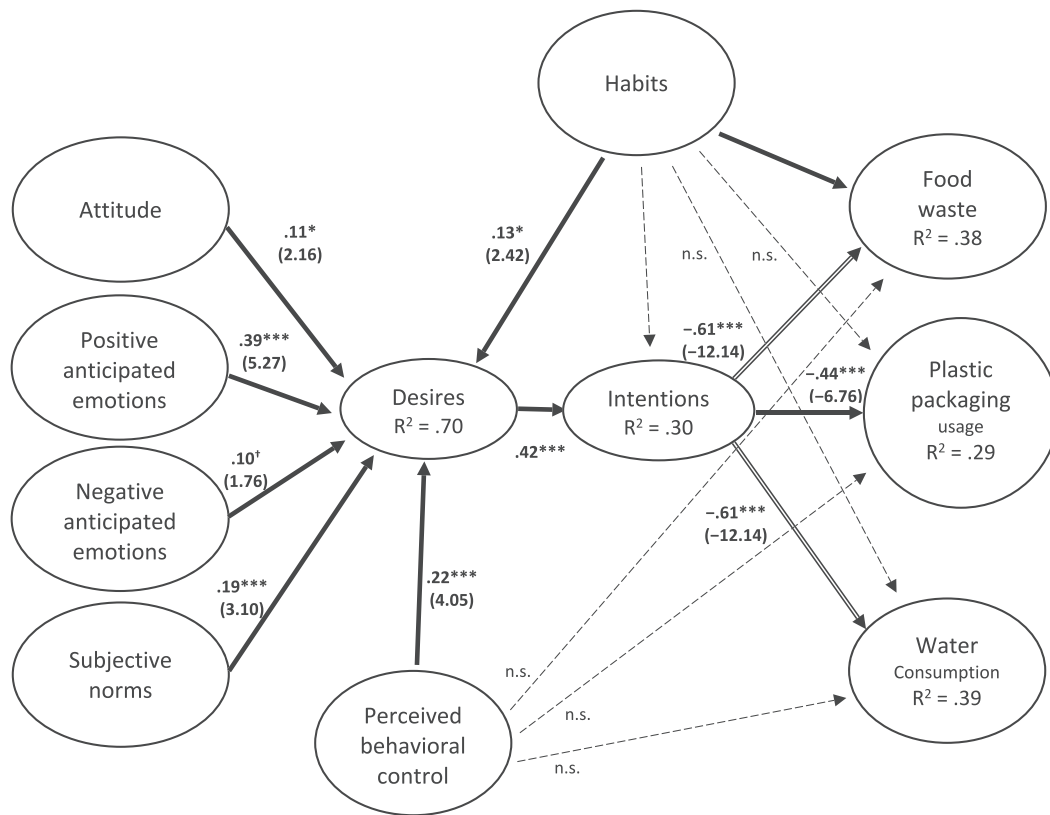 Habits
Attitude
.11*
(2.16)
.13*
(2.42)
Food
waste
R² = .38
n.s.
n.s.
Positive
anticipated
emotions
.39***
(5.27)
Desires
R² = .70
.42***
Intentions
R² = .30
−.61***
(−12.14)
−.44***
(−6.76)
Plastic
packaging
usage
R² = .29
Negative
anticipated
emotions
.10†
(1.76)
−.61***
(−12.14)
Subjective
norms
.19***
(3.10)
.22***
(4.05)
Perceived
behavioral
control
n.s.
n.s.
n.s.
Water
Consumption
R² = .39